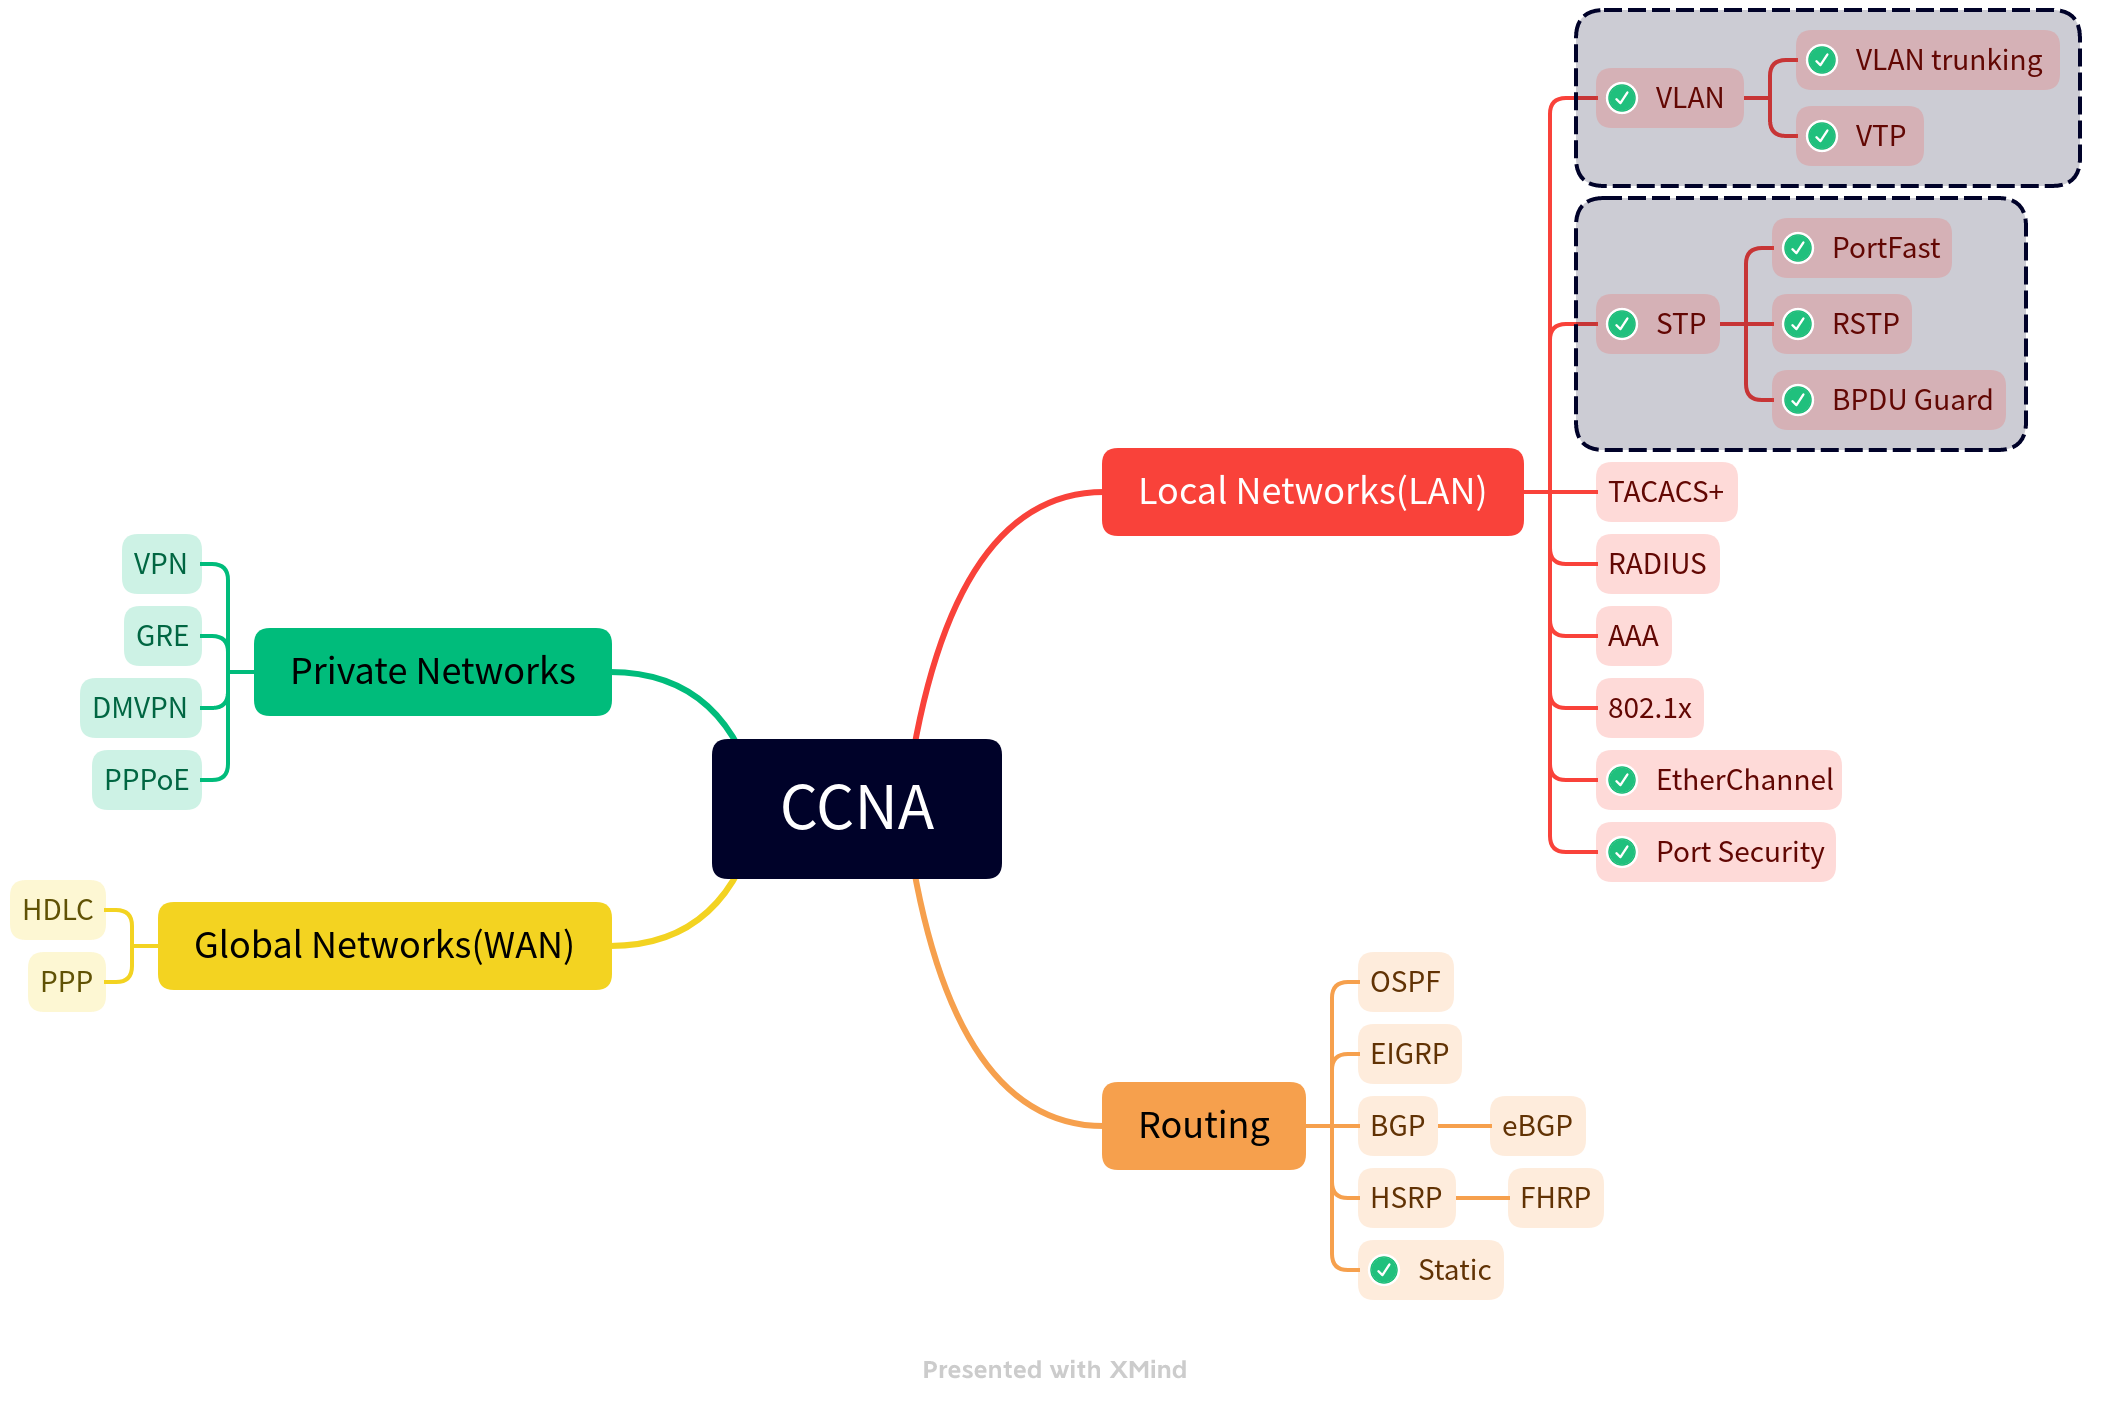 CCNA
Local Networks(LAN)
VLAN
VLAN trunking
VTP
STP
PortFast
RSTP
BPDU Guard
TACACS+
RADIUS
AAA
802.1x
EtherChannel
Port Security
Routing
OSPF
EIGRP
BGP
eBGP
HSRP
FHRP
Static
Private Networks
VPN
GRE
DMVPN
PPPoE
Global Networks(WAN)
HDLC
PPP
Presented with XMind